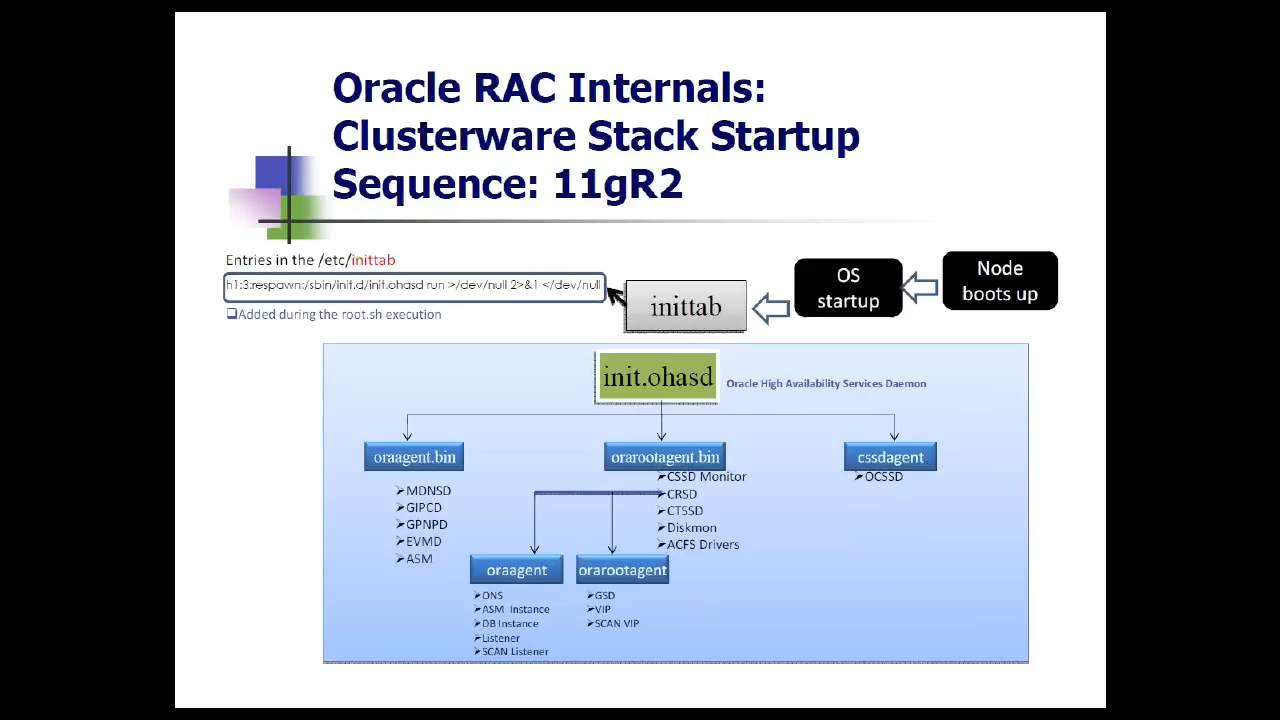 Oracle RAC Internals:
Clusterware Stack Startup
Sequence: 11gR2
Entries in the /etc/inittab
h1:3:respawn:/sbin/init.d/init.ohasd run >/dev/null 2>&1 </dev/null
Added during the root.sh execution
inittab
OS
startup
Node
boots up
init.ohasd
Oracle High Availability Services Daemon
oraagent.bin
MDNSD
GIPCD
GPNPD
EVMD
ASM
orarootagent.bin
CSSD Monitor
CRSD
CTSSD
Diskmon
ACFS Drivers
cssdagent
OCSSD
oraagent
ONS
ASM Instance
DB Instance
Listener
SCAN Listener
orarootagent
GSD
VIP
SCAN VIP